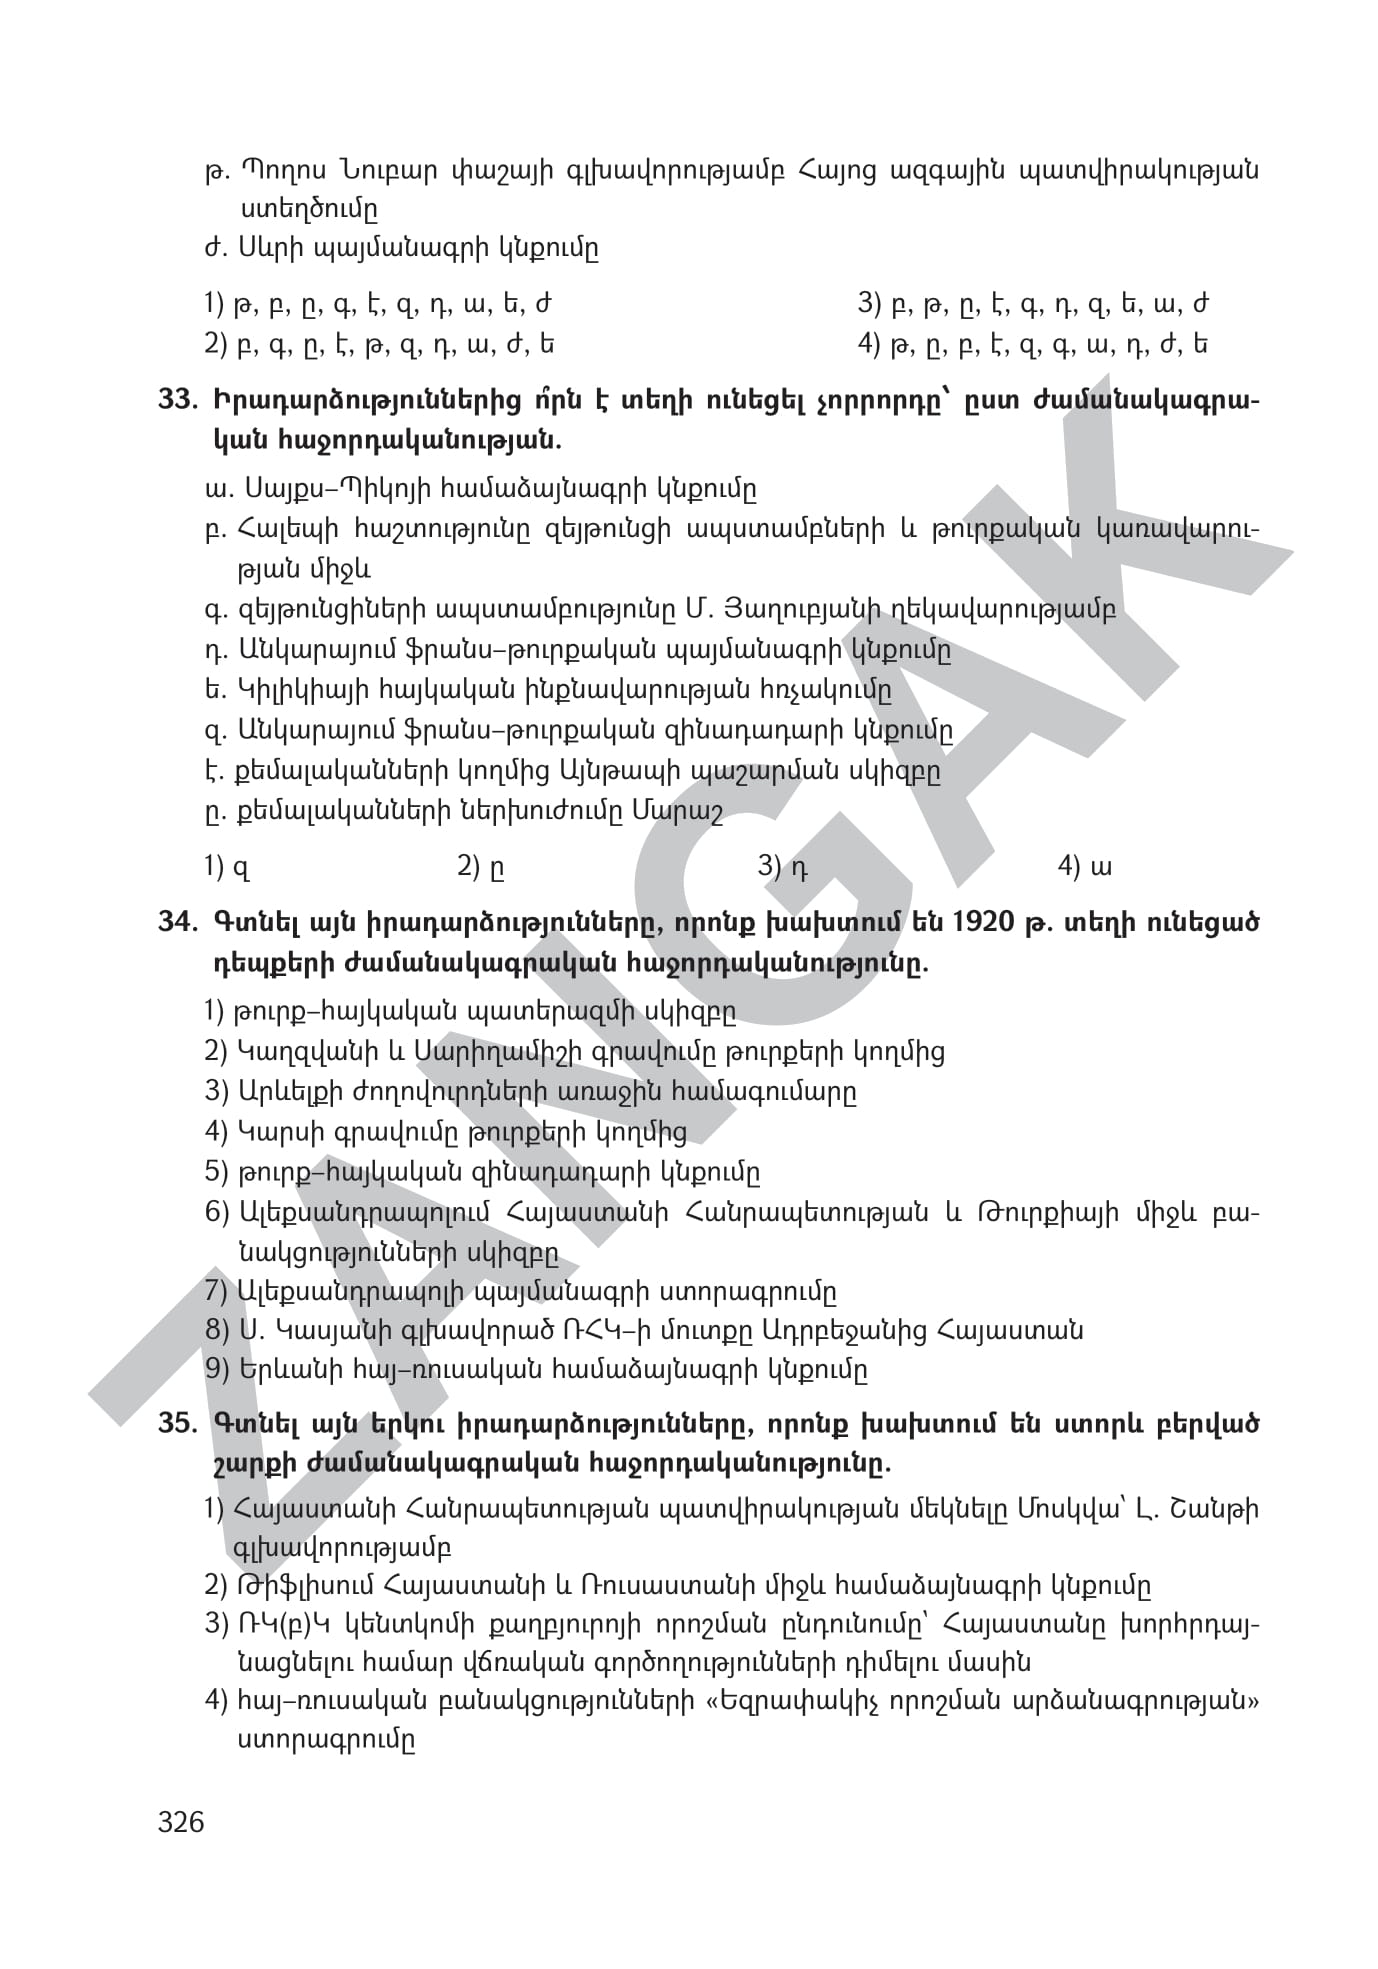 թ. Պողոս Նուբար փաշայի գլխավորությամբ Հայոց ազգային պատվիրակության
ստեղծումը
ժ. Սևրի պայմանագրի կնքումը
1) թ, բ, ը, գ, է, զ, դ, ա, ե, ժ
3) բ, թ, ը, է, գ, դ, զ, ե, ա, ժ
2) բ, գ, ը, է, թ, զ, դ, ա, ժ, ե
4) թ, ը, բ, է, զ, գ, ա, դ, ժ, ե
33. Իրադարձություններից ո՞րն է տեղի ունեցել չորրորդը՝ ըստ ժամանակագրա-
կան հաջորդականության.
ա. Սայքս–Պիկոյի համաձայնագրի կնքումը
բ. Հալեպի հաշտությունը զեյթունցի ապստամբների և թուրքական կառավարու-
թյան միջև
գ. զեյթունցիների ապստամբությունը Մ. Յաղուբյանի ղեկավարությամբ
դ. Անկարայում ֆրանս–թուրքական պայմանագրի կնքումը
ե. Կիլիկիայի հայկական ինքնավարության հռչակումը
զ. Անկարայում ֆրանս–թուրքական զինադադարի կնքումը
է. քեմալականների կողմից Այնթապի պաշարման սկիզբը
ը. քեմալականների ներխուժումը Մարաշ
1) զ
2) ը
3) դ
4) ա
34. Գտնել այն իրադարձությունները, որոնք խախտում են 1920 թ. տեղի ունեցած
դեպքերի ժամանակագրական հաջորդականությունը.
1) թուրք–հայկական պատերազմի սկիզբը
2) Կաղզվանի և Սարիղամիշի գրավումը թուրքերի կողմից
3) Արևելքի ժողովուրդների առաջին համագումարը
4) Կարսի գրավումը թուրքերի կողմից
5) թուրք–հայկական զինադադարի կնքումը
6) Ալեքսանդրապոլում Հայաստանի Հանրապետության և Թուրքիայի միջև բա-
նակցությունների սկիզբը
7) Ալեքսանդրապոլի պայմանագրի ստորագրումը
8) Ս. Կասյանի գլխավորած ՌՀԿ–ի մուտքը Ադրբեջանից Հայաստան
9) Երևանի հայ–ռուսական համաձայնագրի կնքումը
35. Գտնել այն երկու իրադարձությունները, որոնք խախտում են ստորև բերված
շարքի ժամանակագրական հաջորդականությունը.
1) Հայաստանի Հանրապետության պատվիրակության մեկնելը Մոսկվա՝ Լ. Շանթի
գլխավորությամբ
2) Թիֆլիսում Հայաստանի և Ռուսաստանի միջև համաձայնագրի կնքումը
3) ՌԿ(բ)Կ կենտկոմի քաղբյուրոյի որոշման ընդունումը՝ Հայաստանը խորհրդայ-
նացնելու համար վճռական գործողությունների դիմելու մասին
4) հայ–ռուսական բանակցությունների «Եզրափակիչ որոշման արձանագրության»
ստորագրումը
326
ZANGAK